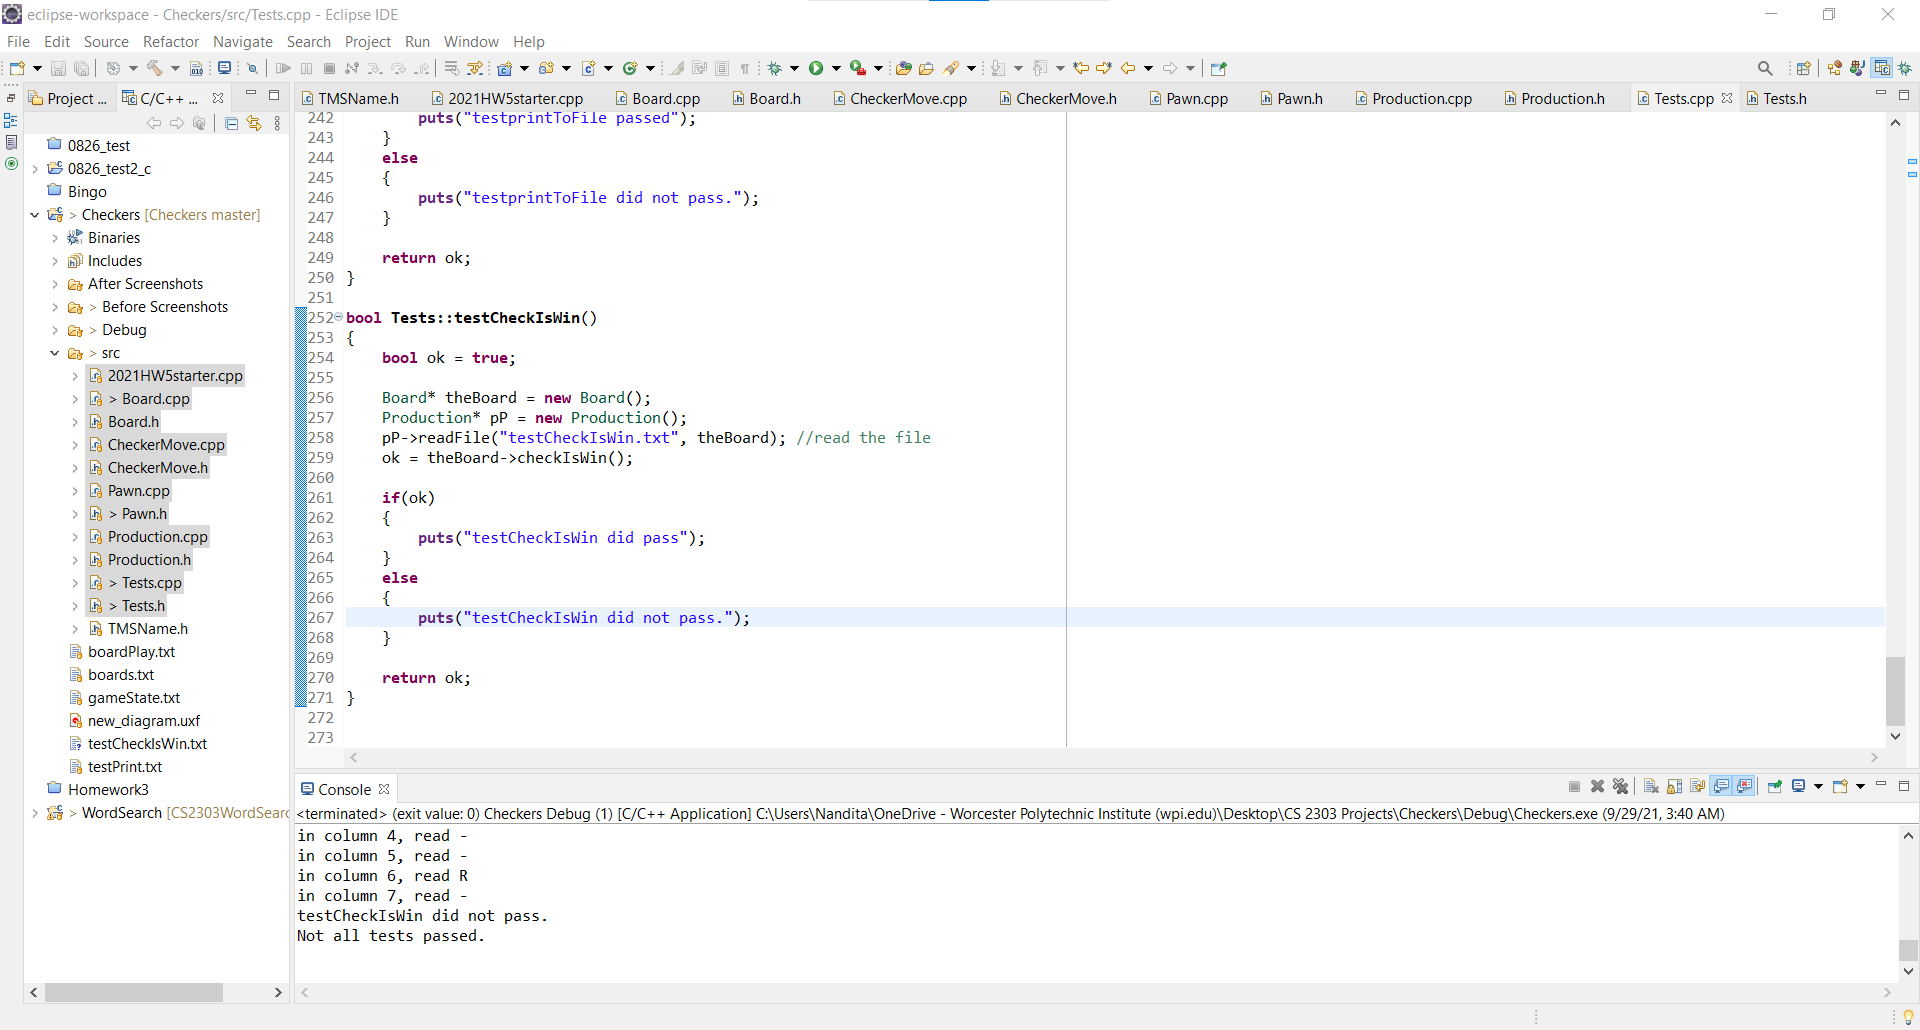 eclipse-workspace - Checkers/src/Tests.cpp - Eclipse IDE
File Edit Source Refactor Navigate Search Project Run Window Help
Project ... C/C++ ...
TMSName.h 2021HW5starter.cpp Board.cpp Board.h CheckerMove.cpp CheckerMove.h Pawn.cpp Pawn.h Production.cpp Production.h Tests.cpp Tests.h
0826_test
0826_test2_c
Bingo
> Checkers [Checkers master]
Binaries
Includes
After Screenshots
> Before Screenshots
> Debug
> src
2021HW5starter.cpp
> Board.cpp
Board.h
CheckerMove.cpp
CheckerMove.h
Pawn.cpp
> Pawn.h
Production.cpp
Production.h
> Tests.cpp
> Tests.h
TMSName.h
boardPlay.txt
boards.txt
gameState.txt
new_diagram.uxf
testCheckIsWin.txt
testPrint.txt
Homework3
> WordSearch [CS2303WordSearc
242 puts("testprintToFile passed");
243 }
244 else
245 {
246 puts("testprintToFile did not pass.");
247 }
248
249 return ok;
250 }
251
252 bool Tests::testCheckIsWin()
253 {
254 bool ok = true;
255
256 Board* theBoard = new Board();
257 Production* pP = new Production();
258 pP->readFile("testCheckIsWin.txt", theBoard); //read the file
259 ok = theBoard->checkIsWin();
260
261 if(ok)
262 {
263 puts("testCheckIsWin did pass");
264 }
265 else
266 {
267 puts("testCheckIsWin did not pass.");
268 }
269
270 return ok;
271 }
272
273
Console
<terminated> (exit value: 0) Checkers Debug (1) [C/C++ Application] C:\Users\Nandita\OneDrive - Worcester Polytechnic Institute (wpi.edu)\Desktop\CS 2303 Projects\Checkers\Debug\Checkers.exe (9/29/21, 3:40 AM)
in column 4, read -
in column 5, read -
in column 6, read R
in column 7, read -
testCheckIsWin did not pass.
Not all tests passed.